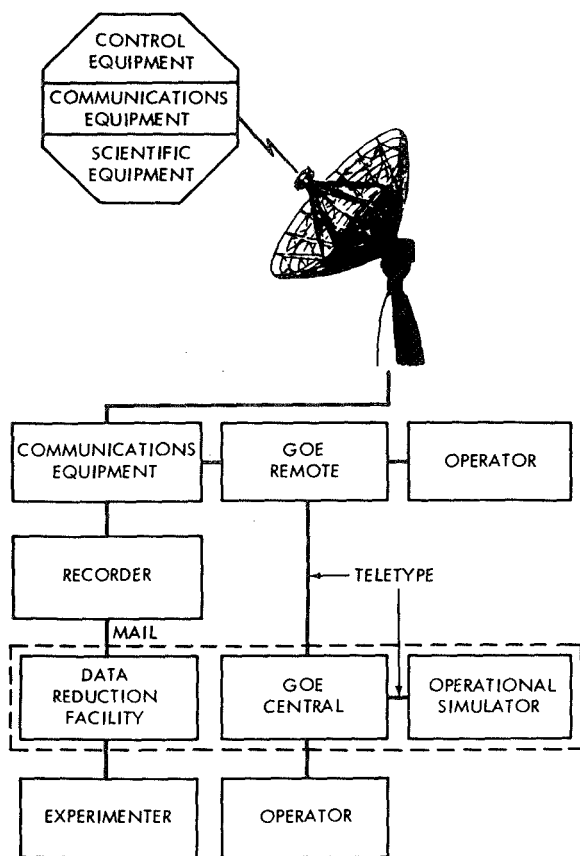 CONTROL
EQUIPMENT
COMMUNICATIONS
EQUIPMENT
SCIENTIFIC
EQUIPMENT
COMMUNICATIONS
EQUIPMENT
GOE
REMOTE
OPERATOR
RECORDER
TELETYPE
MAIL
DATA
REDUCTION
FACILITY
GOE
CENTRAL
OPERATIONAL
SIMULATOR
EXPERIMENTER
OPERATOR